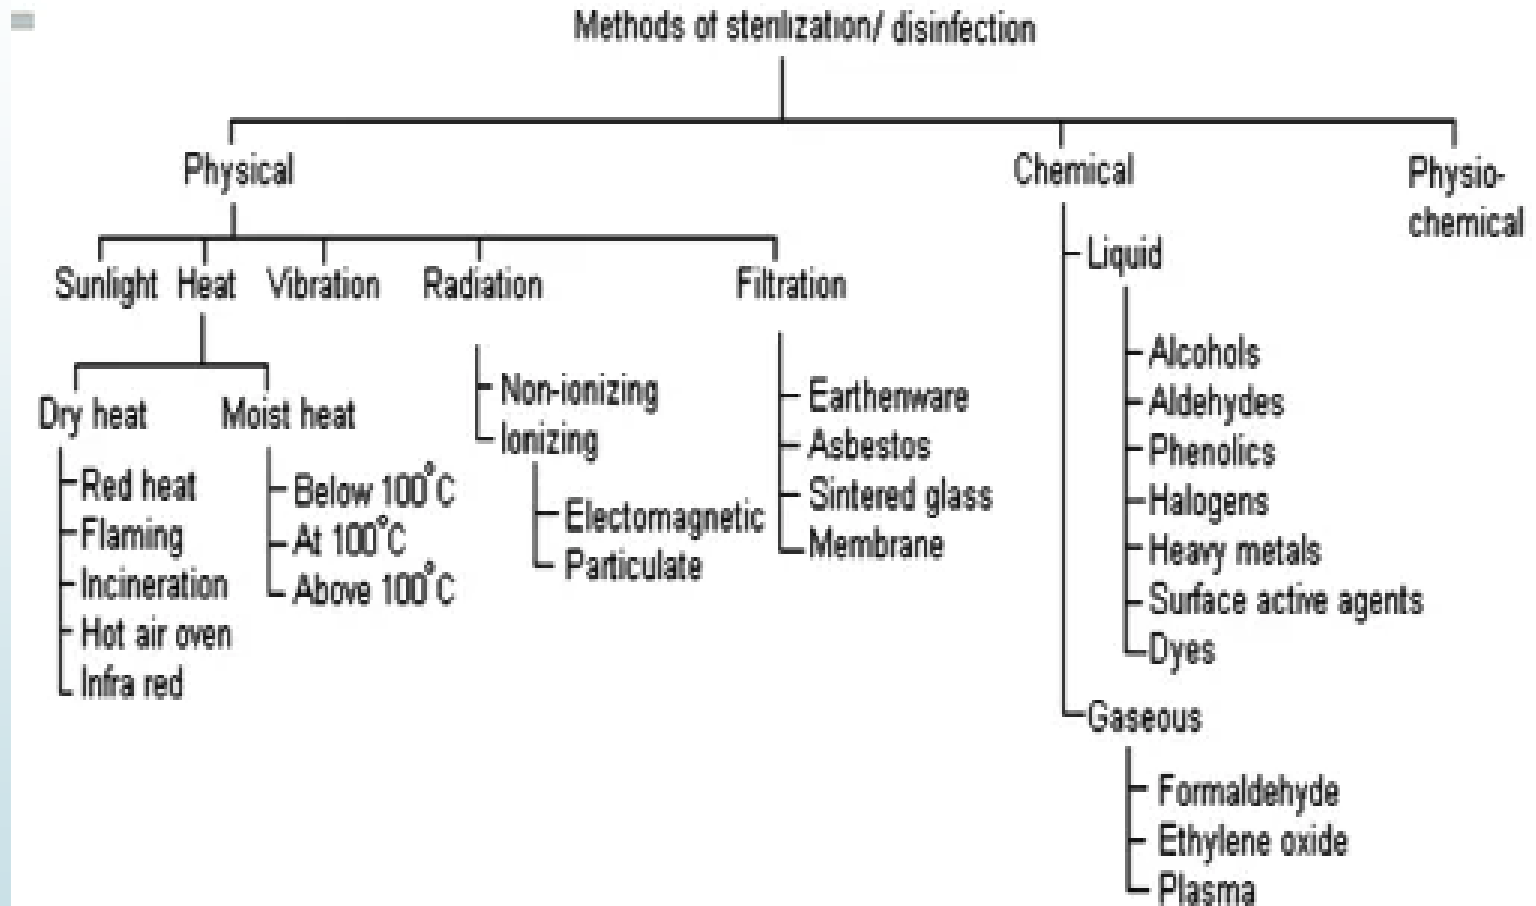 Methods of sterilization/ disinfection
Physical
Chemical
Physio-
chemical
Sunlight
Heat
Vibration
Radiation
Filtration
Dry heat
Red heat
Flaming
Incineration
Hot air oven
Infra red
Moist heat
Below 100°C
At 100°C
Above 100°C
Non-ionizing
Ionizing
Electomagnetic
Particulate
Earthenware
Asbestos
Sintered glass
Membrane
Liquid
Alcohols
Aldehydes
Phenolics
Halogens
Heavy metals
Surface active agents
Dyes
Gaseous
Formaldehyde
Ethylene oxide
Plasma